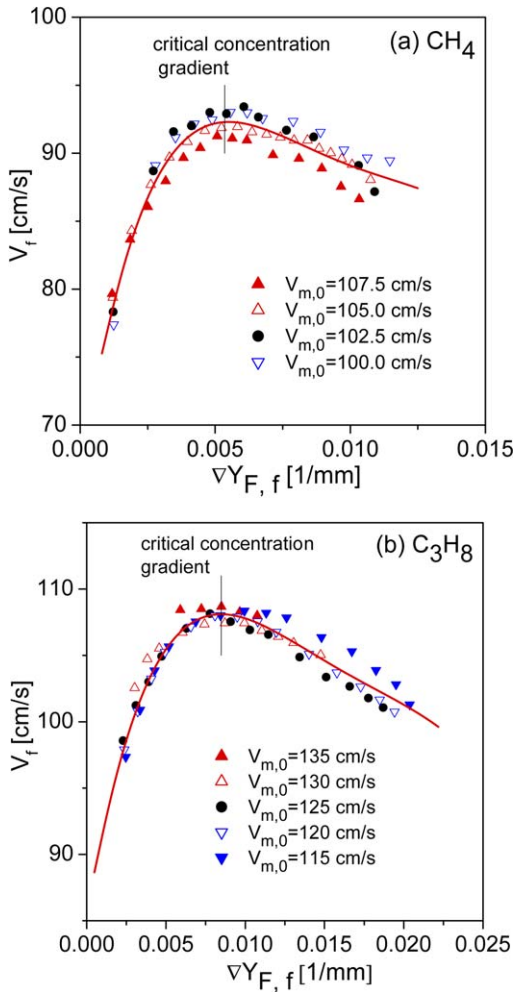 100
(a) CH4
critical concentration
gradient
90
Vf [cm/s]
Vm,0=107.5 cm/s
Vm,0=105.0 cm/s
80
Vm,0=102.5 cm/s
Vm,0=100.0 cm/s
70
0.000 0.005 0.010 0.015
∇YF, f [1/mm]
critical concentration
gradient
(b) C3H8
110
Vf [cm/s]
100
Vm,0=135 cm/s
Vm,0=130 cm/s
Vm,0=125 cm/s
90
Vm,0=120 cm/s
Vm,0=115 cm/s
0.000 0.005 0.010 0.015 0.020 0.025
∇YF, f [1/mm]